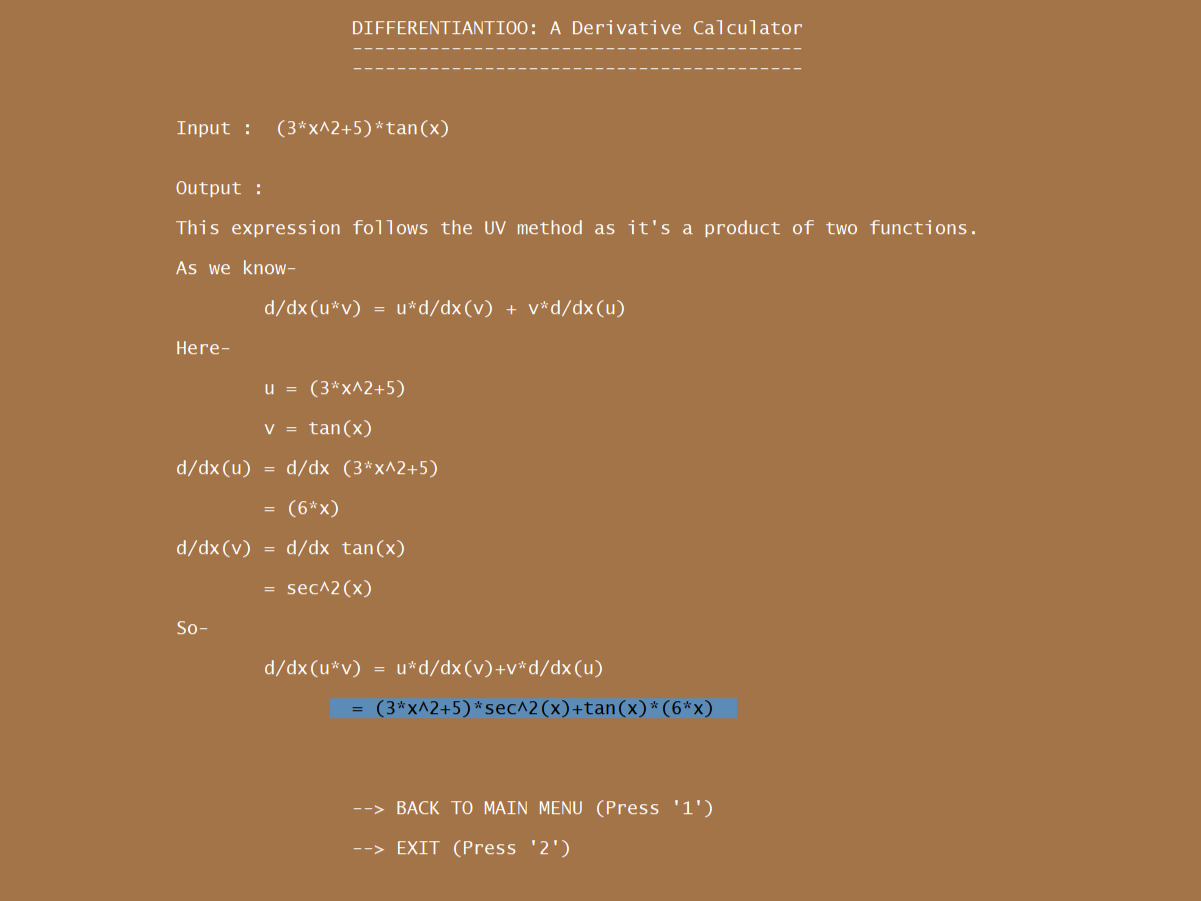 DIFFERENTIANTIOO: A Derivative Calculator
-----------------------------------------
-----------------------------------------
Input :  (3*x^2+5)*tan(x)
Output :
This expression follows the UV method as it's a product of two functions.
As we know-
d/dx(u*v) = u*d/dx(v) + v*d/dx(u)
Here-
u = (3*x^2+5)
v = tan(x)
d/dx(u) = d/dx (3*x^2+5)
= (6*x)
d/dx(v) = d/dx tan(x)
= sec^2(x)
So-
d/dx(u*v) = u*d/dx(v)+v*d/dx(u)
= (3*x^2+5)*sec^2(x)+tan(x)*(6*x)
--> BACK TO MAIN MENU (Press '1')
--> EXIT (Press '2')